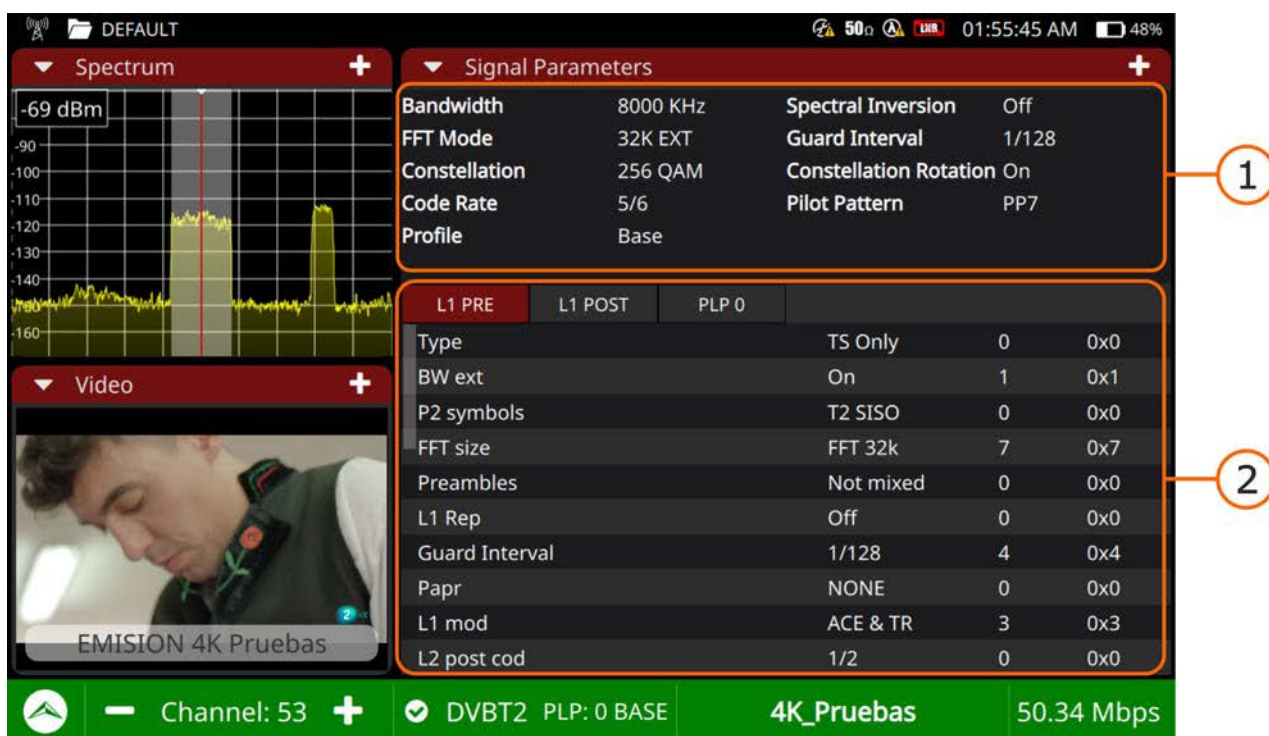 DEFAULT
50Ω LNB 01:55:45 AM 48%
Spectrum
-69 dBm
-90
-100
-110
-120
-130
-140
-160
Video
2
EMISION 4K Pruebas
Signal Parameters
Bandwidth 8000 KHz Spectral Inversion Off
FFT Mode 32K EXT Guard Interval 1/128
Constellation 256 QAM Constellation Rotation On
Code Rate 5/6 Pilot Pattern PP7
Profile Base
1
L1 PRE L1 POST PLP 0
Type TS Only 0 0x0
BW ext On 1 0x1
P2 symbols T2 SISO 0 0x0
FFT size FFT 32k 7 0x7
Preambles Not mixed 0 0x0
L1 Rep Off 0 0x0
Guard Interval 1/128 4 0x4
Papr NONE 0 0x0
L1 mod ACE & TR 3 0x3
L2 post cod 1/2 0 0x0
2
Channel: 53 DVBT2 PLP: 0 BASE 4K_Pruebas 50.34 Mbps